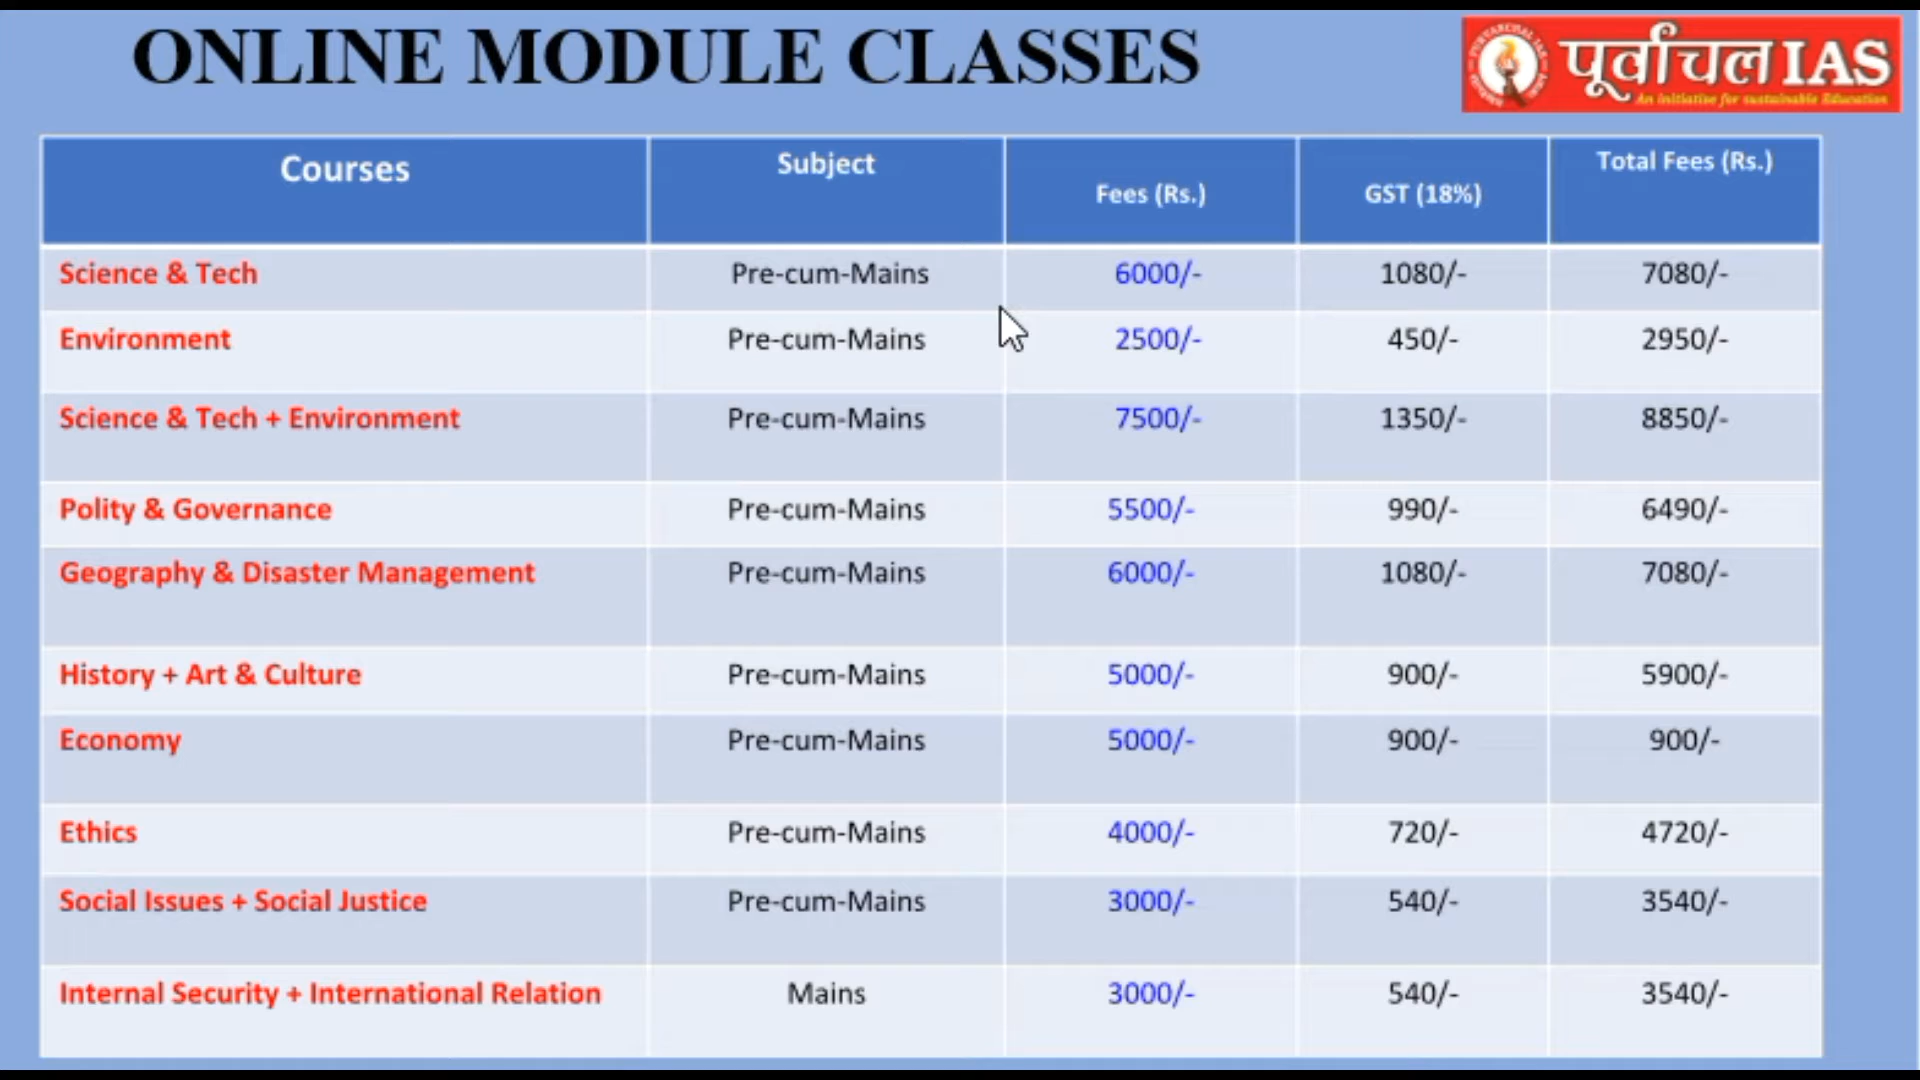 ONLINE MODULE CLASSES
पूर्वांचल IAS
An initiative for sustainable Education
Courses Subject Fees (Rs.) GST (18%) Total Fees (Rs.)
Science & Tech Pre-cum-Mains 6000/- 1080/- 7080/-
Environment Pre-cum-Mains 2500/- 450/- 2950/-
Science & Tech + Environment Pre-cum-Mains 7500/- 1350/- 8850/-
Polity & Governance Pre-cum-Mains 5500/- 990/- 6490/-
Geography & Disaster Management Pre-cum-Mains 6000/- 1080/- 7080/-
History + Art & Culture Pre-cum-Mains 5000/- 900/- 5900/-
Economy Pre-cum-Mains 5000/- 900/- 900/-
Ethics Pre-cum-Mains 4000/- 720/- 4720/-
Social Issues + Social Justice Pre-cum-Mains 3000/- 540/- 3540/-
Internal Security + International Relation Mains 3000/- 540/- 3540/-